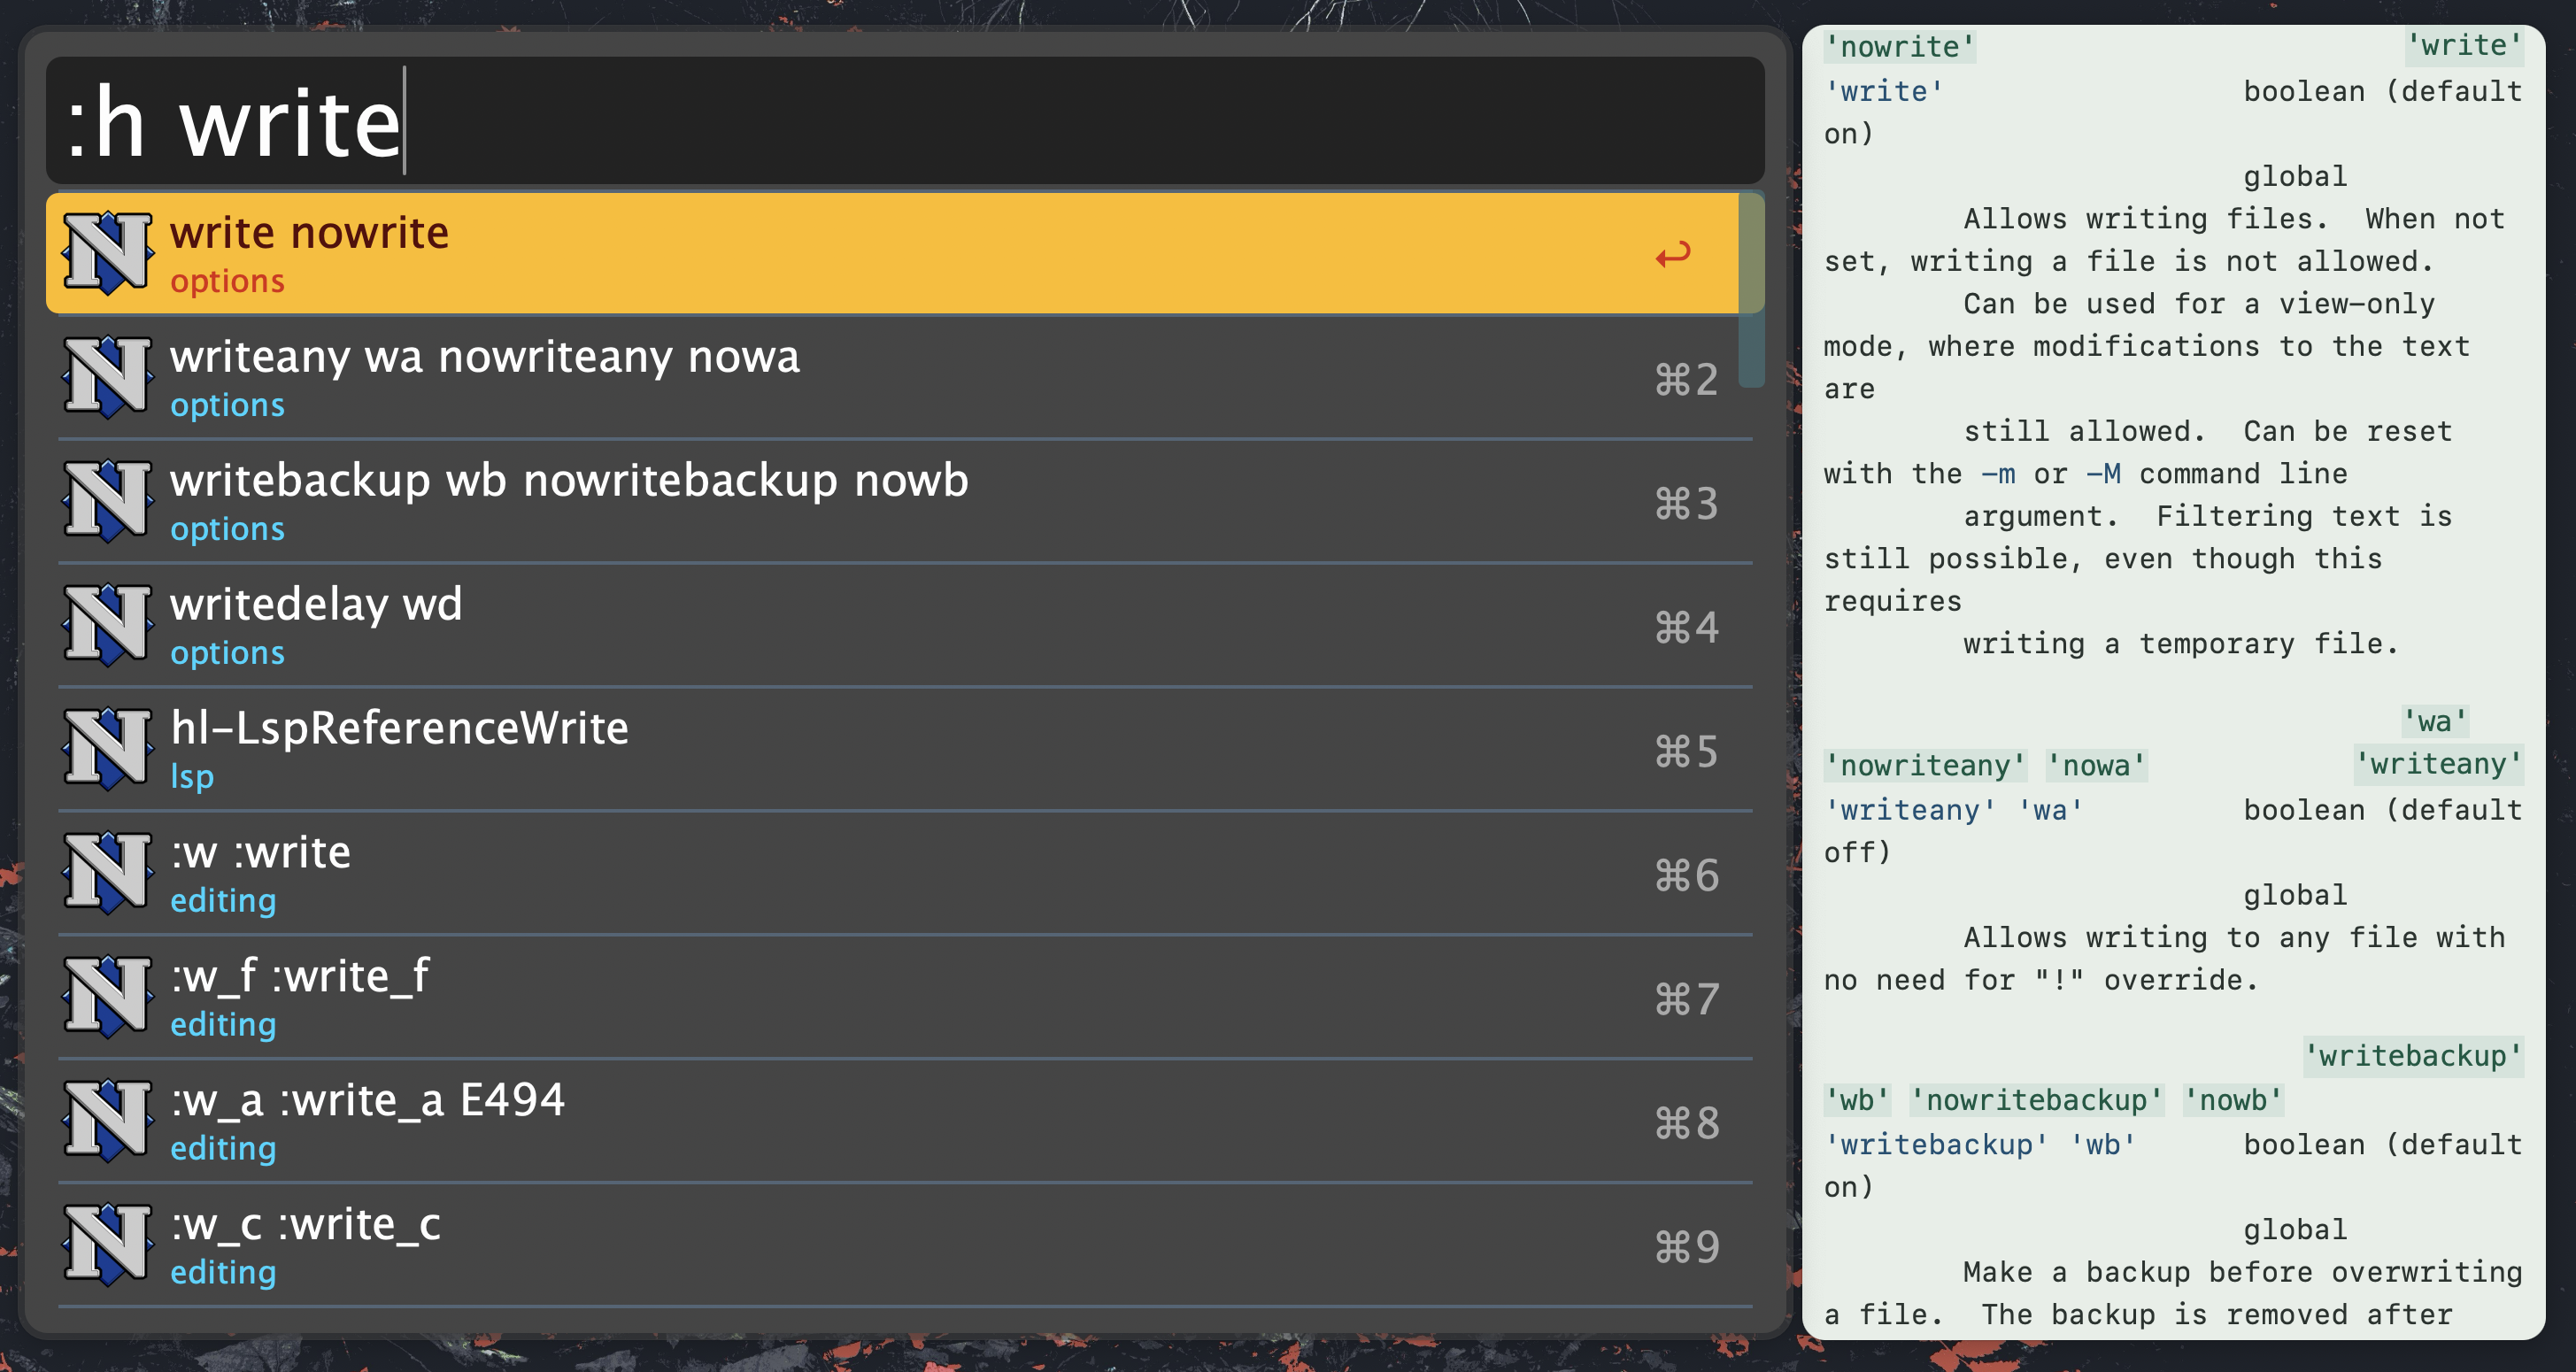 :h write
write nowrite
options
↩
writeany wa nowriteany nowa
options
⌘2
writebackup wb nowritebackup nowb
options
⌘3
writedelay wd
options
⌘4
hl-LspReferenceWrite
lsp
⌘5
:w :write
editing
⌘6
:w_f :write_f
editing
⌘7
:w_a :write_a E494
editing
⌘8
:w_c :write_c
editing
⌘9
'nowrite' 'write'
'write' boolean (default
on)
global
Allows writing files.  When not
set, writing a file is not allowed.
Can be used for a view-only
mode, where modifications to the text
are
still allowed.  Can be reset
with the -m or -M command line
argument.  Filtering text is
still possible, even though this
requires
writing a temporary file.
'wa'
'nowriteany' 'nowa' 'writeany'
'writeany' 'wa' boolean (default
off)
global
Allows writing to any file with
no need for "!" override.
'writebackup'
'wb' 'nowritebackup' 'nowb'
'writebackup' 'wb' boolean (default
on)
global
Make a backup before overwriting
a file.  The backup is removed after